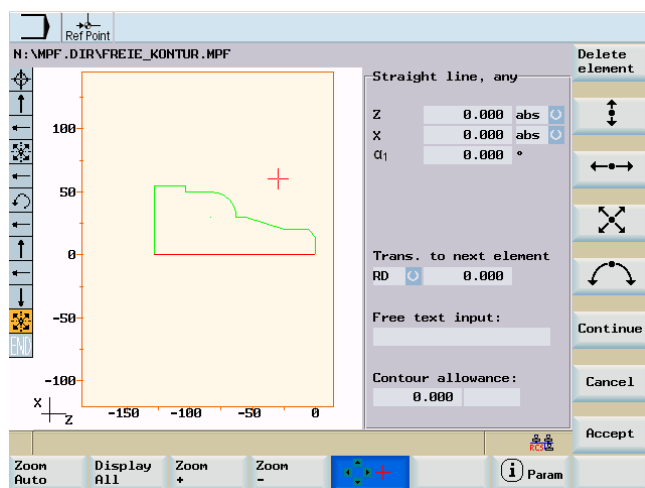 Ref Point
N:\MPF.DIR\FREIE_KONTUR.MPF
Delete element
Straight line, any
Z 0.000 abs
X 0.000 abs
α1 0.000 °
100
50
0
-50
-100
-150 -100 -50 0
X
Z
END
Trans. to next element
RD 0.000
Free text input:
Contour allowance:
0.000
Continue
Cancel
Accept
RCS
Zoom Auto
Display All
Zoom +
Zoom -
i Param